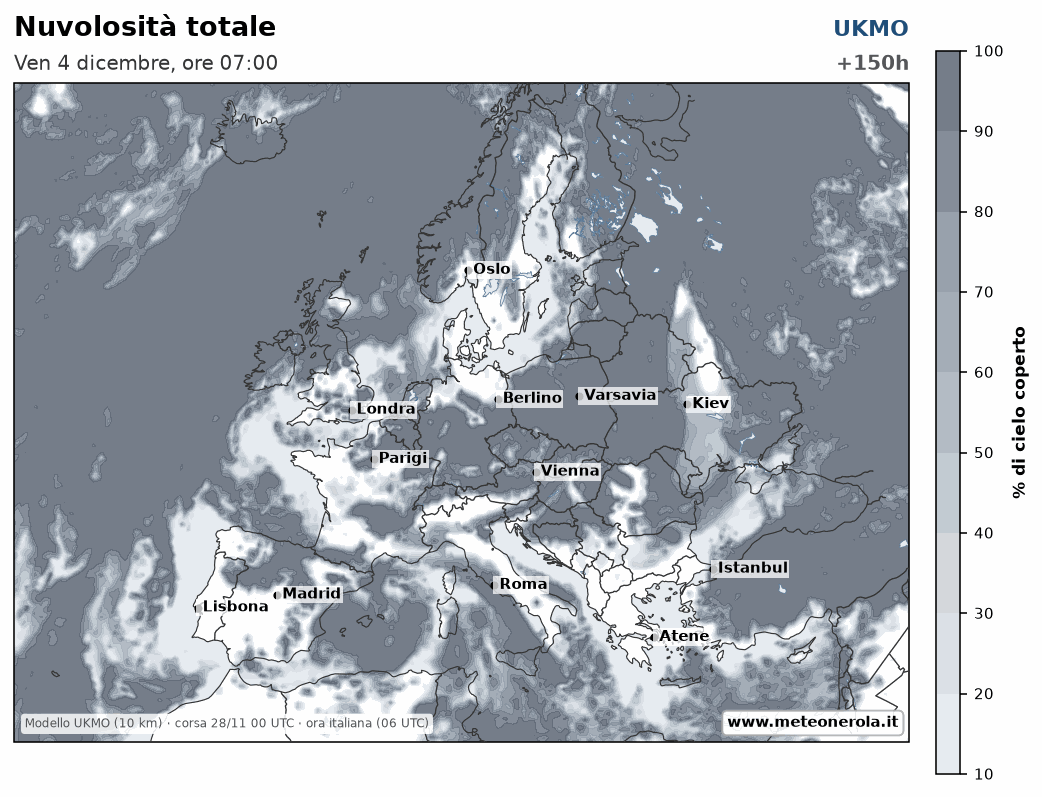 Nuvolosità totale
UKMO
Ven 4 dicembre, ore 07:00
+150h
100
90
80
70
60
50
40
30
20
10
% di cielo coperto
Oslo
Londra
Berlino
Varsavia
Kiev
Parigi
Vienna
Istanbul
Roma
Madrid
Lisbona
Atene
Modello UKMO (10 km) · corsa 28/11 00 UTC · ora italiana (06 UTC)
www.meteonerola.it